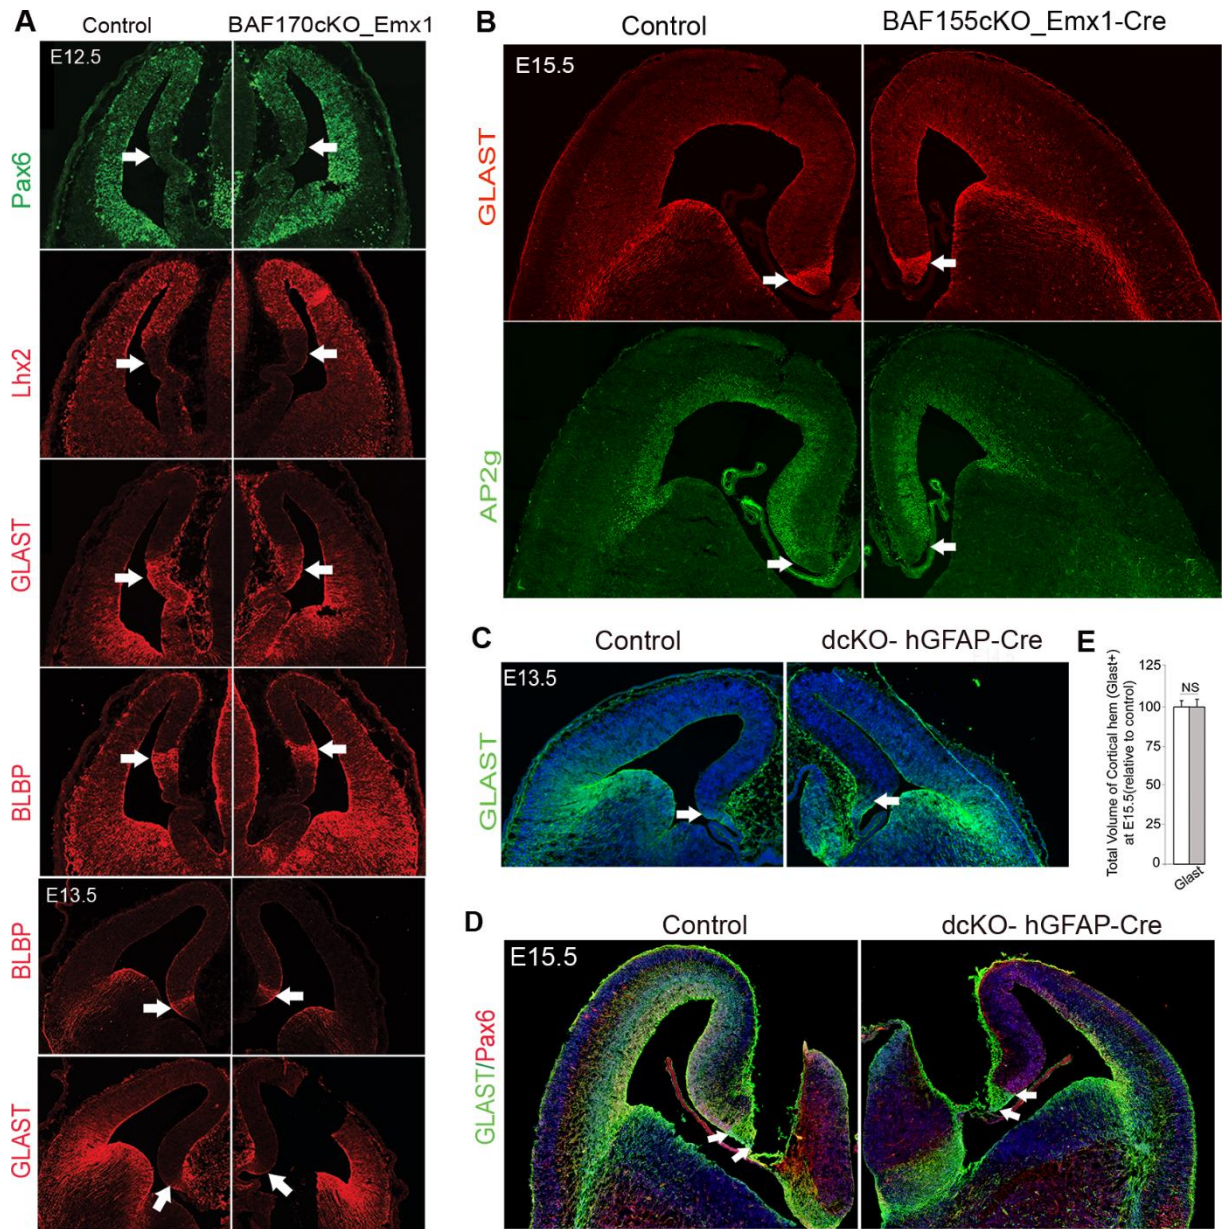 A
Control
BAF170cKO_Emx1
E12.5
Pax6
Lhx2
GLAST
BLBP
E13.5
BLBP
GLAST
B
Control
BAF155cKO_Emx1-Cre
E15.5
GLAST
AP2g
C
Control
dcKO- hGFAP-Cre
E13.5
GLAST
E
Total Volume of Cortical hem (Glast+)
at E15.5(relative to control)
125
100
75
50
25
0
NS
Glast
D
Control
dcKO- hGFAP-Cre
E15.5
GLAST/Pax6